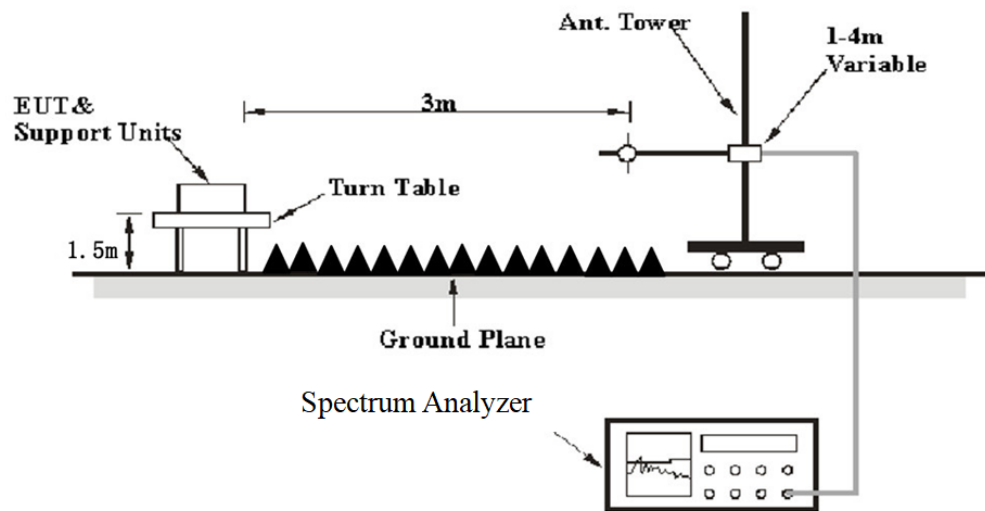 Ant. Tower
1-4m
Variable
EUT&
Support Units
3m
Turn Table
1.5m
Ground Plane
Spectrum Analyzer